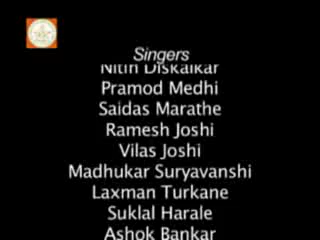 Singers
Nitin Diskalkar
Pramod Medhi
Saidas Marathe
Ramesh Joshi
Vilas Joshi
Madhukar Suryavanshi
Laxman Turkane
Suklal Harale
Ashok Bankar